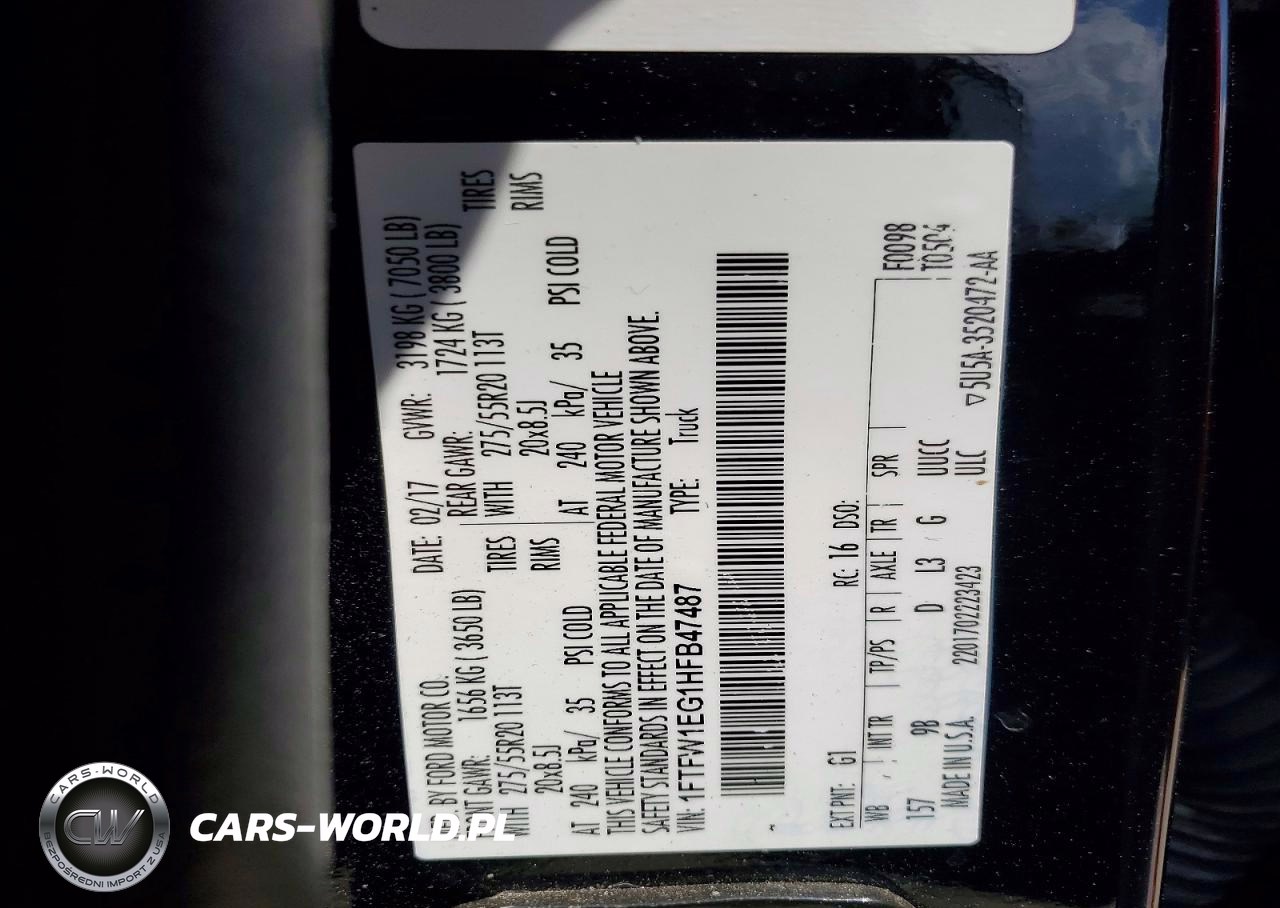 BY FORD MOTOR CO. DATE: 02/17 GVWR: 3198 KG ( 7050 LB)
FRNT GAWR: 1656 KG ( 3650 LB) REAR GAWR: 1724 KG ( 3800 LB)
WITH 275/55R20 113T TIRES WITH 275/55R20 113T TIRES
20x8.5J RIMS 20x8.5J RIMS
AT 240 kPa/ 35 PSI COLD AT 240 kPa/ 35 PSI COLD
THIS VEHICLE CONFORMS TO ALL APPLICABLE FEDERAL MOTOR VEHICLE
SAFETY STANDARDS IN EFFECT ON THE DATE OF MANUFACTURE SHOWN ABOVE.
VIN: 1FTFW1EG1HFB47487 TYPE: Truck
EXT PNT: G1 RC: 16 DSO:
WB INT TR TP/PS R AXLE TR SPR F0098
157 9B D L3 G UUCC T0504
MADE IN U.S.A. 2201702223423 ULC ▽5U5A-3520472-AA
CARS-WORLD
CW
BEZPOŚREDNI IMPORT Z USA
CARS-WORLD.PL